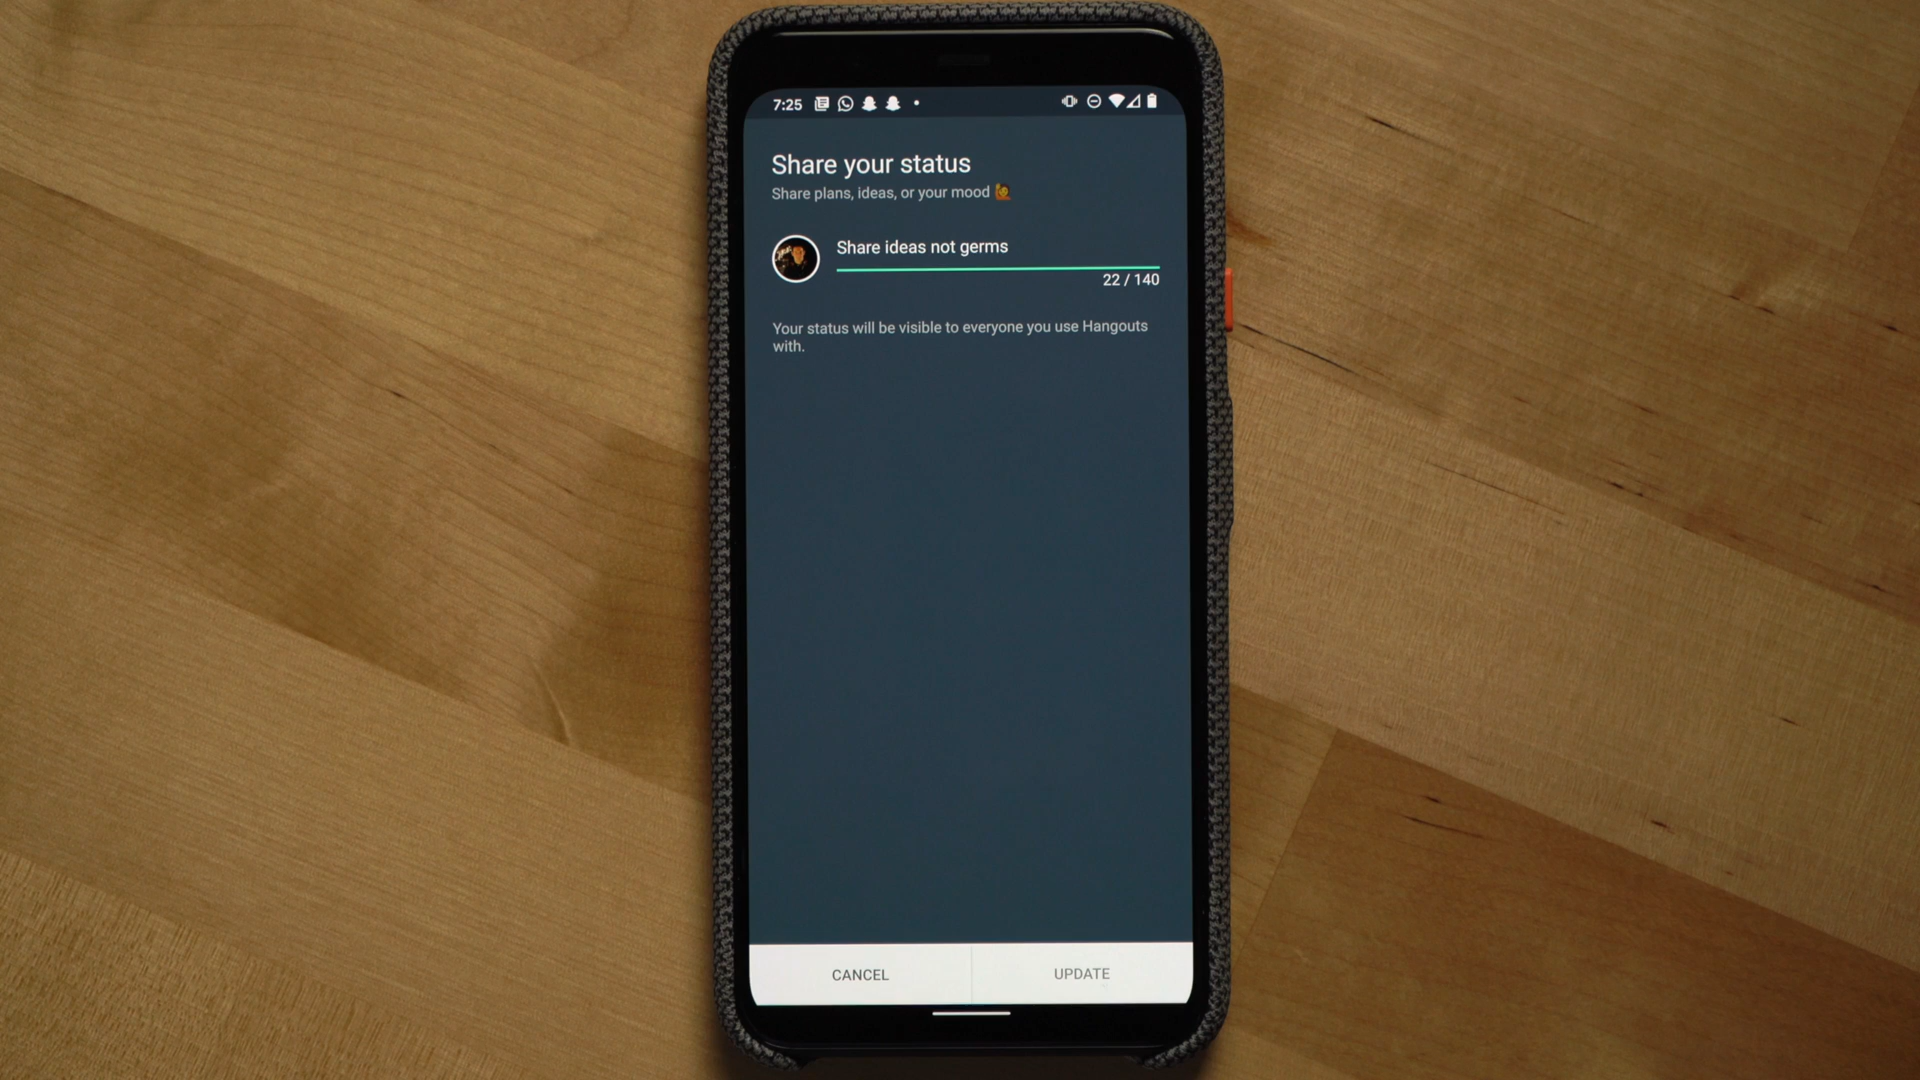 7:25
Share your status
Share plans, ideas, or your mood 🙋
Share ideas not germs
22 / 140
Your status will be visible to everyone you use Hangouts
with.
CANCEL
UPDATE